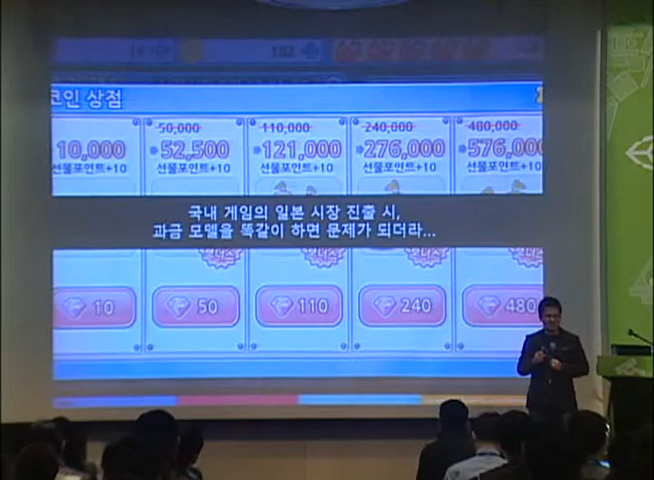 코인 상점
50,000 110,000 240,000 480,000
10,000 52,500 121,000 276,000 576,000
선물포인트+10 선물포인트+10 선물포인트+10 선물포인트+10 선물포인트+10
국내 게임의 일본 시장 진출 시,
과금 모델을 똑같이 하면 문제가 되더라...
10 50 110 240 480